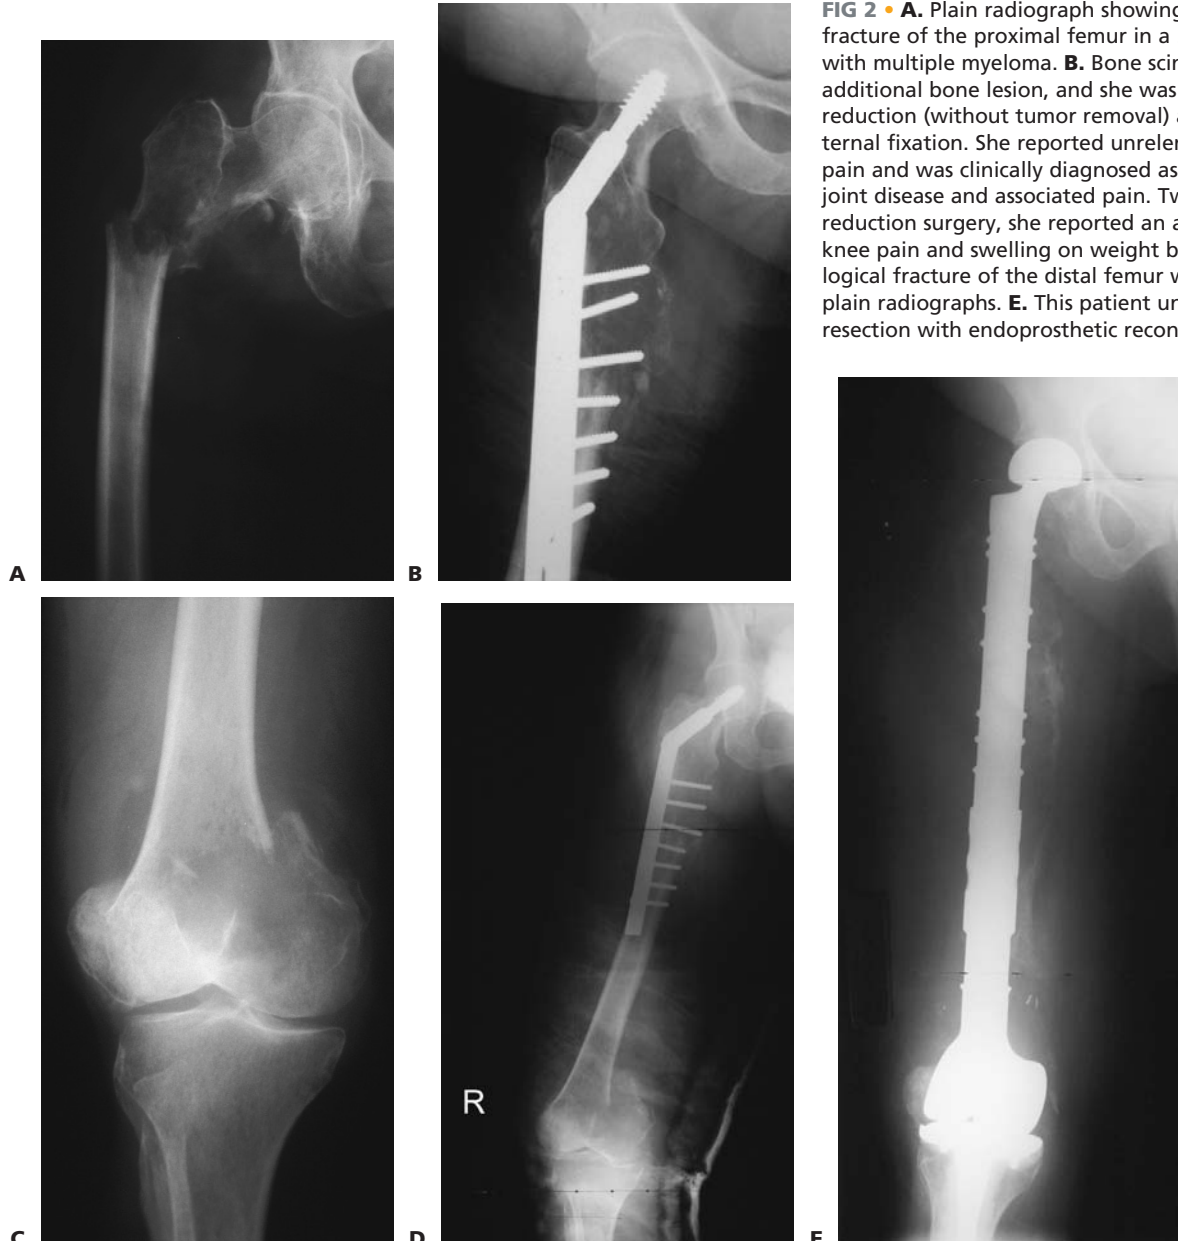 FIG 2 • A. Plain radiograph showing
fracture of the proximal femur in a
with multiple myeloma. B. Bone scin
additional bone lesion, and she was
reduction (without tumor removal) a
ternal fixation. She reported unrelen
pain and was clinically diagnosed as
joint disease and associated pain. Tw
reduction surgery, she reported an a
knee pain and swelling on weight b
logical fracture of the distal femur w
plain radiographs. E. This patient un
resection with endoprosthetic recon
A
B
R
C
D
E